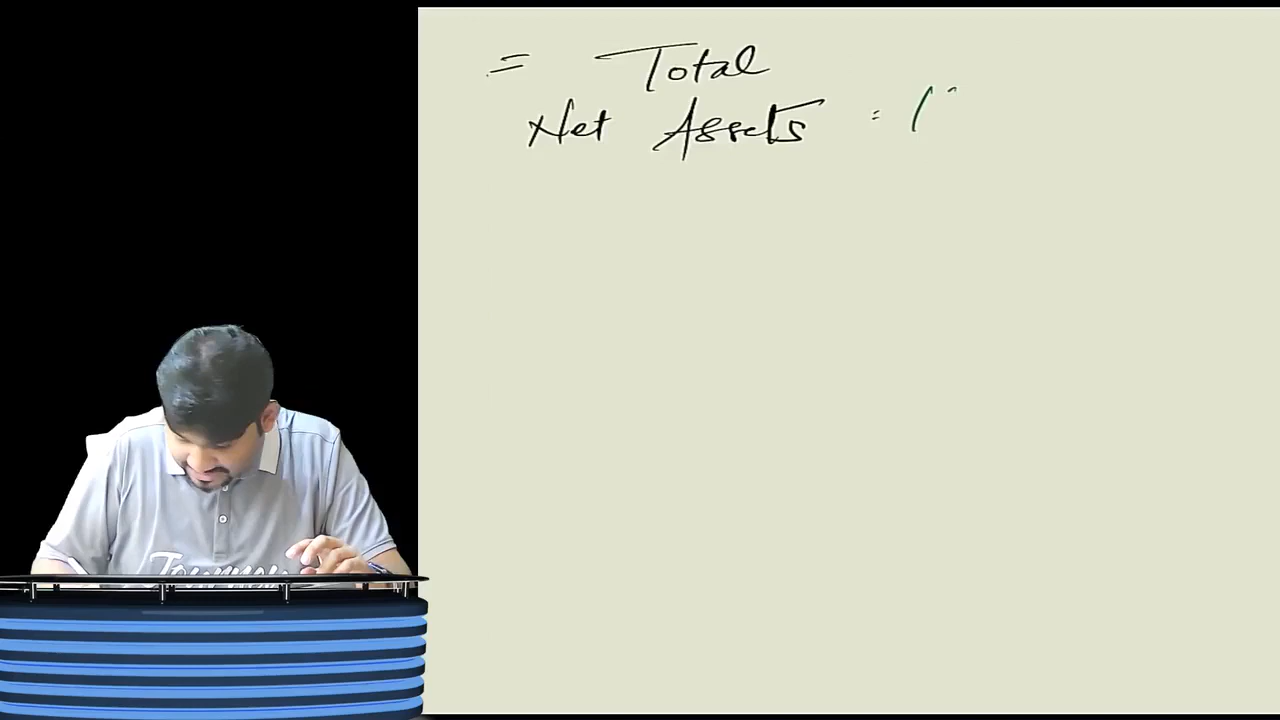 = Total
Net Assets = (